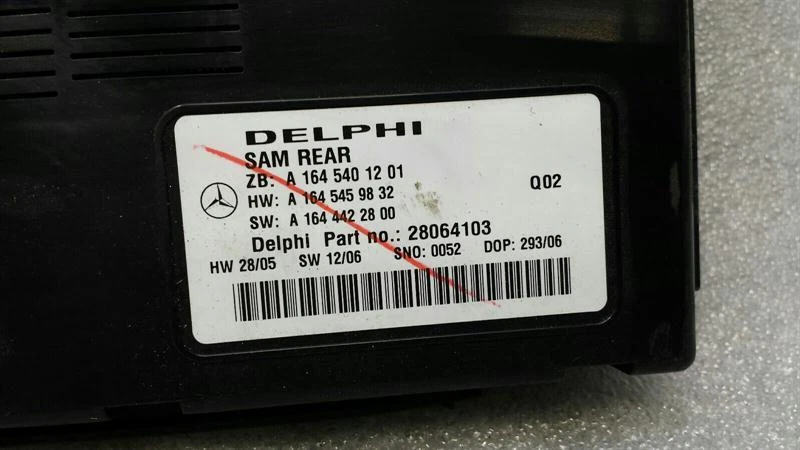 DELPHI
SAM REAR
ZB: A 164 540 12 01 Q02
HW: A 164 545 98 32
SW: A 164 442 28 00
Delphi Part no.: 28064103
HW 28/05 SW 12/06 SNO: 0052 DOP: 293/06